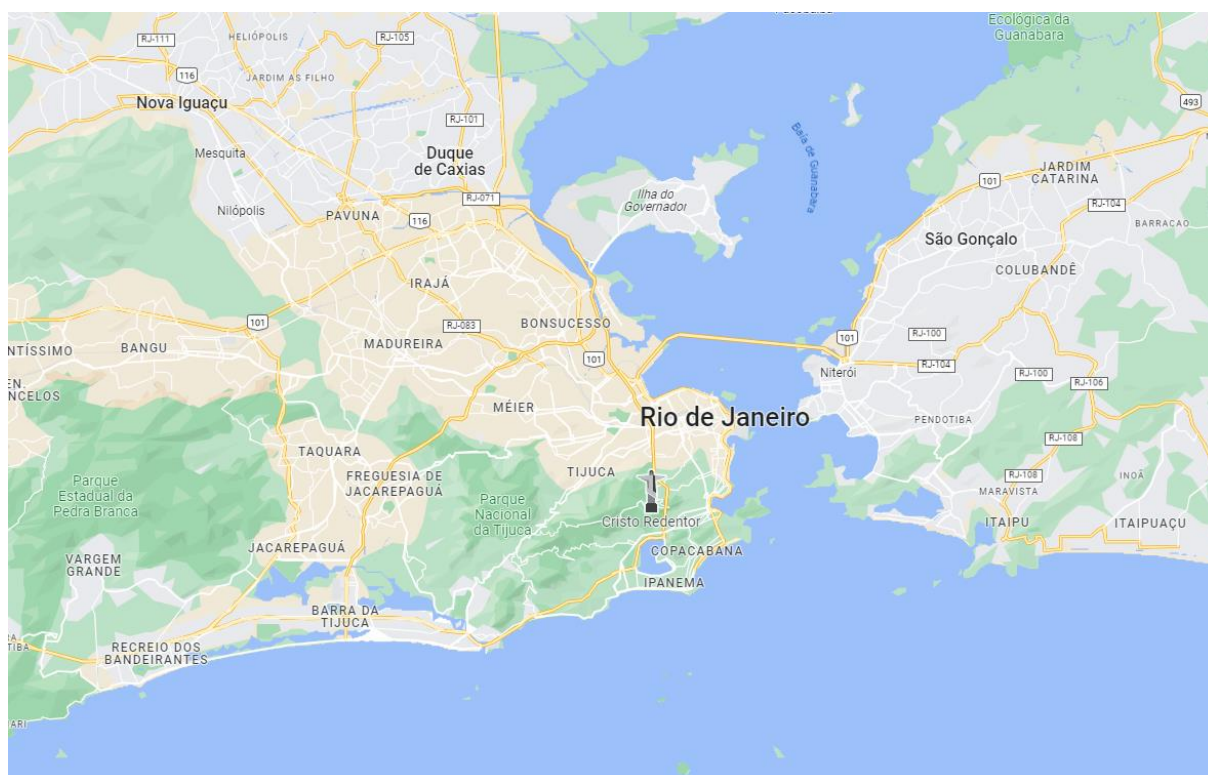 Ecológica da
Guanabara
RJ-111
HELIÓPOLIS
RJ-105
116
JARDIM AS FILHO
Nova Iguaçu
493
RJ-101
Baía de Guanabara
Mesquita
Duque
de Caxias
JARDIM
CATARINA
101
Nilópolis
PAVUNA
116
RJ-071
Ilha do
Governador
RJ-104
BARRACAO
São Gonçalo
COLUBANDÊ
IRAJÁ
101
RJ-083
BONSUCESSO
101
RJ-100
NTÍSSIMO
BANGU
MADUREIRA
101
Niterói
RJ-104
RJ-100
RJ-106
EN.
NCELOS
MÉIER
Rio de Janeiro
PENDOTIBA
RJ-108
TAQUARA
TIJUCA
FREGUESIA DE
JACAREPAGUÁ
RJ-108
INOÃ
Parque
Estadual da
Pedra Branca
Parque
Nacional
da Tijuca
MARAVISTA
Cristo Redentor
ITAIPU
ITAIPUAÇU
JACAREPAGUÁ
COPACABANA
VARGEM
GRANDE
IPANEMA
BARRA DA
TIJUCA
RECREIO DOS
BANDEIRANTES
TIBA
ARI